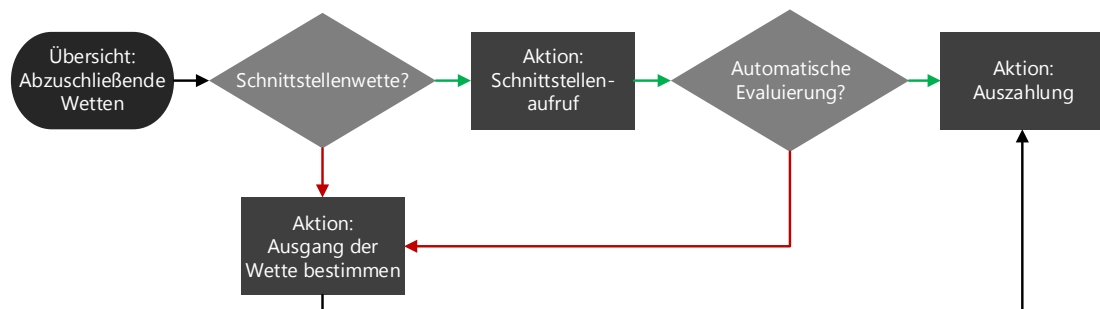 Übersicht:
Abzuschließende
Wetten
Schnittstellenwette?
Aktion:
Schnittstellen-
aufruf
Automatische
Evaluierung?
Aktion:
Auszahlung
Aktion:
Ausgang der
Wette bestimmen